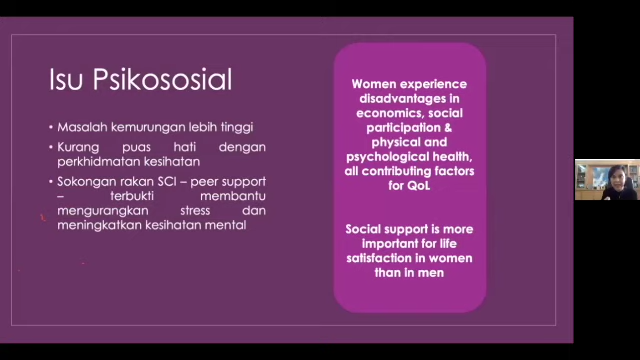 Isu Psikososial
• Masalah kemurungan lebih tinggi
• Kurang puas hati dengan
perkhidmatan kesihatan
• Sokongan rakan SCI – peer support
– terbukti membantu
mengurangkan stress dan
meningkatkan kesihatan mental
Women experience
disadvantages in
economics, social
participation &
physical and
psychological health,
all contributing factors
for QoL
Social support is more
important for life
satisfaction in women
than in men